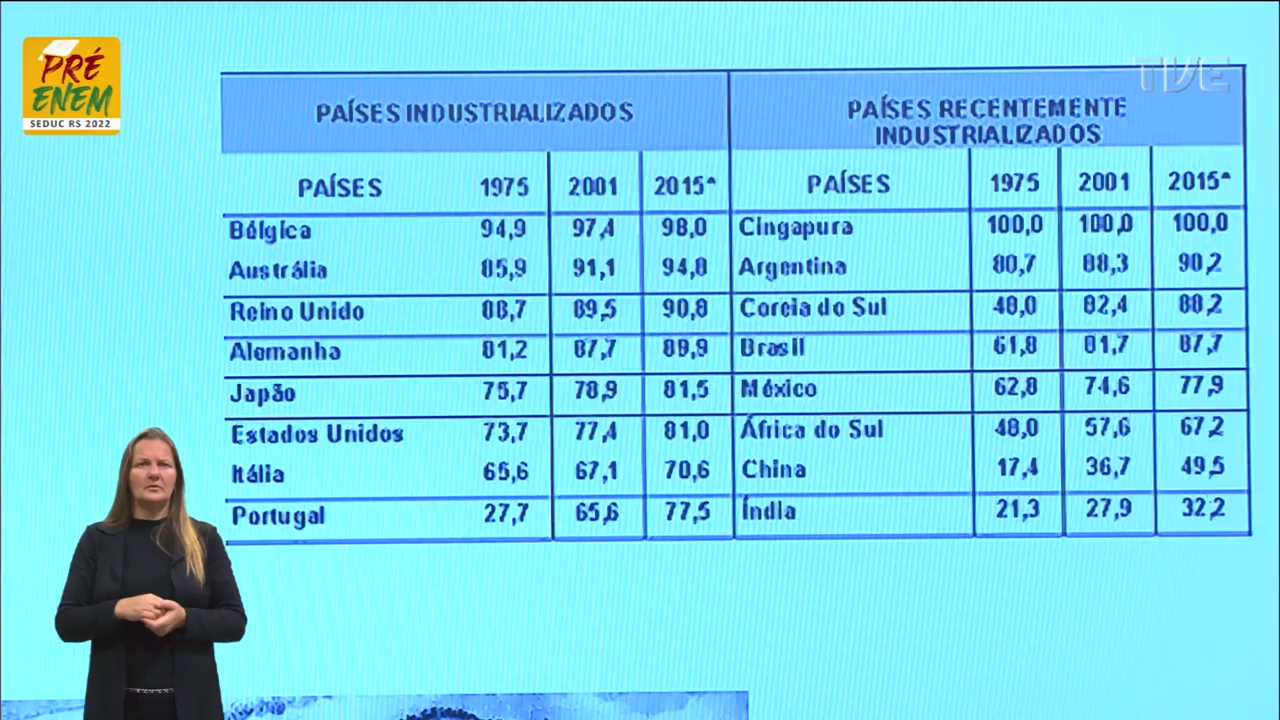 PRÉ
ENEM
SEDUC RS 2022
TVE
PAÍSES INDUSTRIALIZADOS
PAÍSES RECENTEMENTE
INDUSTRIALIZADOS
PAÍSES 1975 2001 2015* PAÍSES 1975 2001 2015*
Bélgica 94,9 97,4 98,0 Cingapura 100,0 100,0 100,0
Austrália 85,9 91,1 94,8 Argentina 80,7 88,3 90,2
Reino Unido 88,7 89,5 90,8 Coreia do Sul 48,0 82,4 88,2
Alemanha 81,2 87,7 89,9 Brasil 61,8 81,7 87,7
Japão 75,7 78,9 81,5 México 62,8 74,6 77,9
Estados Unidos 73,7 77,4 81,0 África do Sul 48,0 57,6 67,2
Itália 65,6 67,1 70,6 China 17,4 36,7 49,5
Portugal 27,7 65,6 77,5 Índia 21,3 27,9 32,2